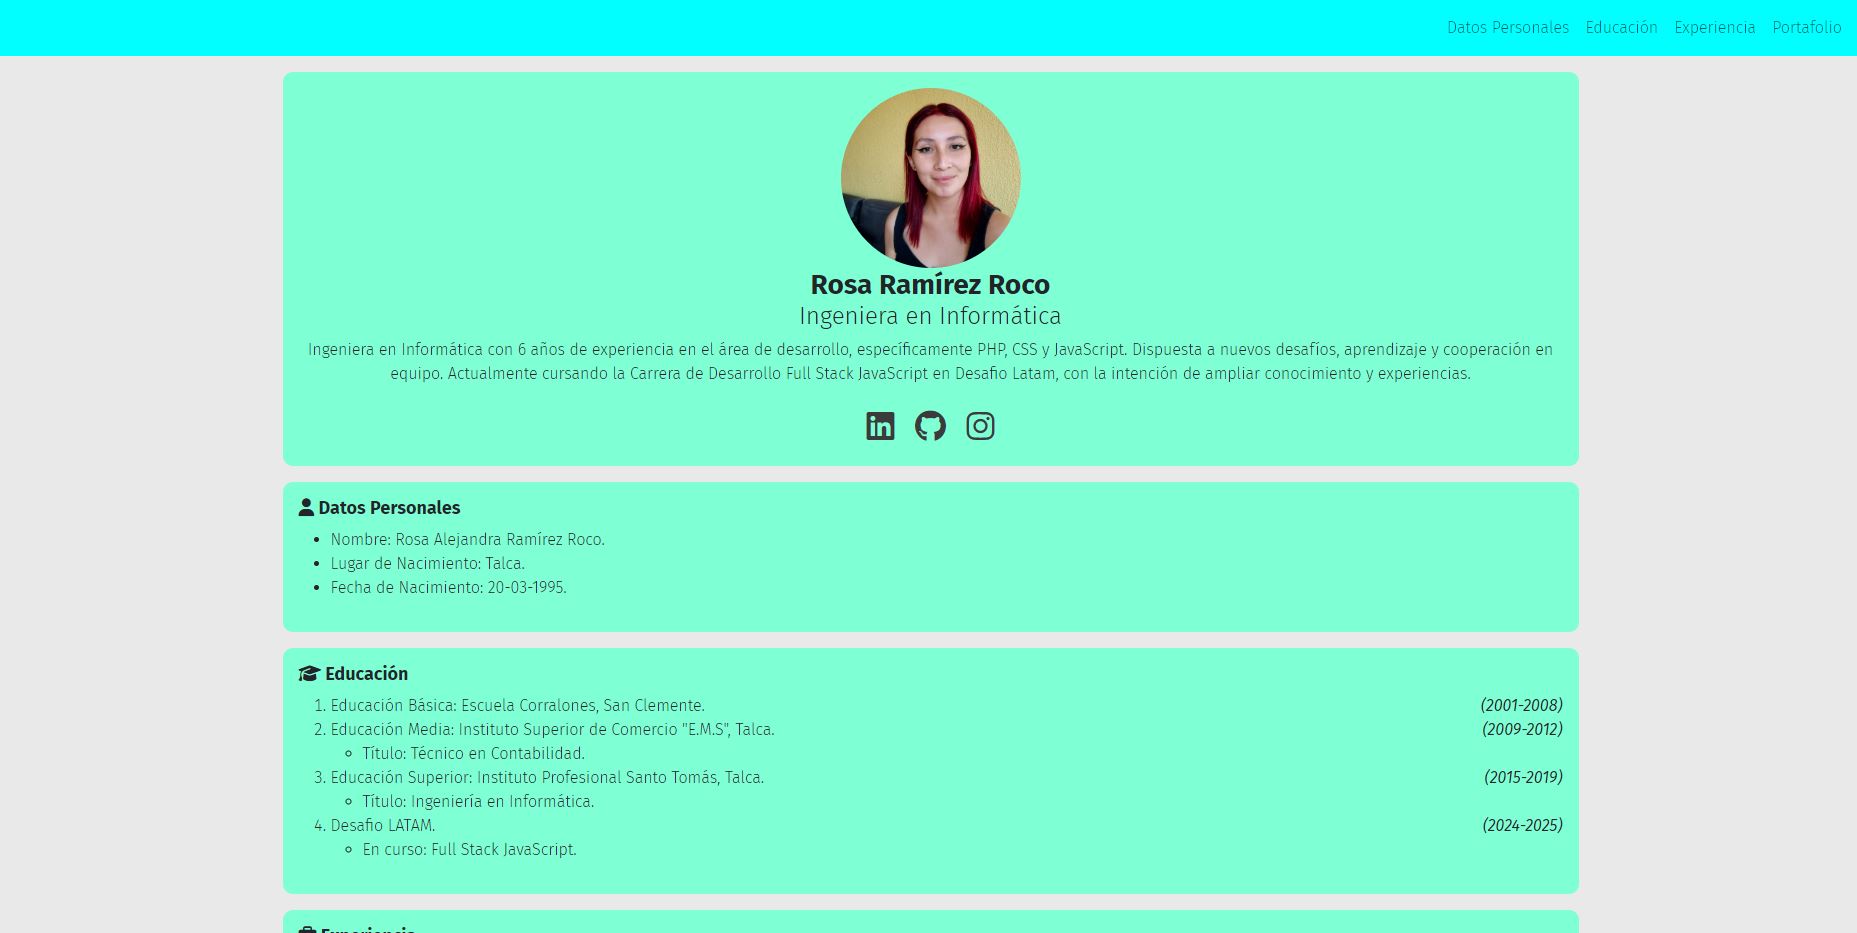 Datos Personales Educación Experiencia Portafolio
Rosa Ramírez Roco
Ingeniera en Informática
Ingeniera en Informática con 6 años de experiencia en el área de desarrollo, específicamente PHP, CSS y JavaScript. Dispuesta a nuevos desafíos, aprendizaje y cooperación en
equipo. Actualmente cursando la Carrera de Desarrollo Full Stack JavaScript en Desafio Latam, con la intención de ampliar conocimiento y experiencias.
Datos Personales
• Nombre: Rosa Alejandra Ramírez Roco.
• Lugar de Nacimiento: Talca.
• Fecha de Nacimiento: 20-03-1995.
Educación
1. Educación Básica: Escuela Corralones, San Clemente. (2001-2008)
2. Educación Media: Instituto Superior de Comercio "E.M.S", Talca. (2009-2012)
◦ Título: Técnico en Contabilidad.
3. Educación Superior: Instituto Profesional Santo Tomás, Talca. (2015-2019)
◦ Título: Ingeniería en Informática.
4. Desafio LATAM. (2024-2025)
◦ En curso: Full Stack JavaScript.
Experiencia